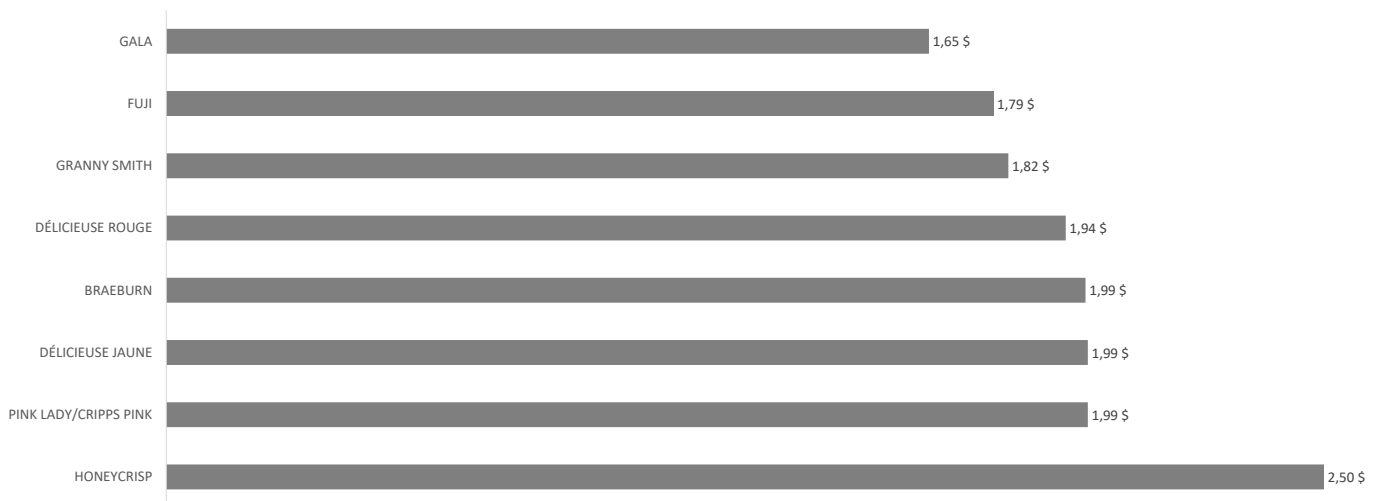 GALA 1,65 $
FUJI 1,79 $
GRANNY SMITH 1,82 $
DÉLICIEUSE ROUGE 1,94 $
BRAEBURN 1,99 $
DÉLICIEUSE JAUNE 1,99 $
PINK LADY/CRIPPS PINK 1,99 $
HONEYCRISP 2,50 $